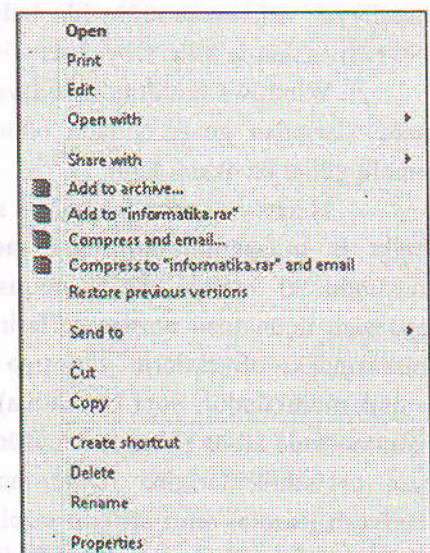 Open
Print
Edit
Open with
Share with
Add to archive...
Add to "informatika.rar"
Compress and email...
Compress to "informatika.rar" and email
Restore previous versions
Send to
Cut
Copy
Create shortcut
Delete
Rename
Properties